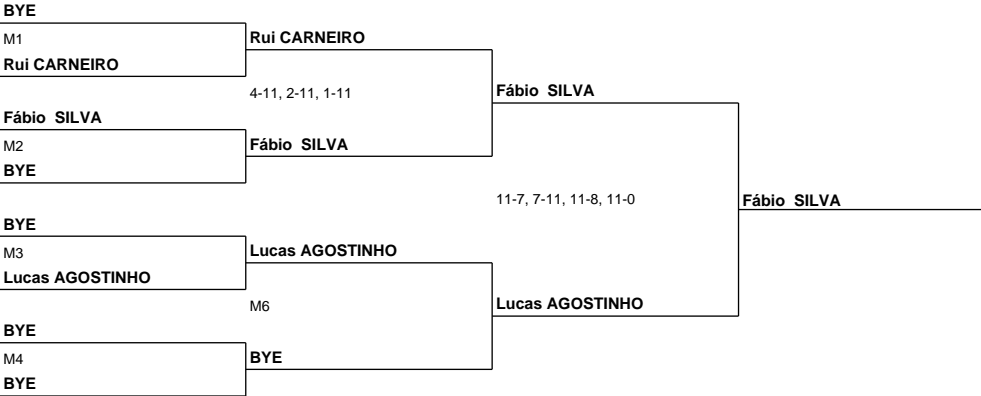 BYE
M1
Rui CARNEIRO
Rui CARNEIRO
4-11, 2-11, 1-11
Fábio SILVA
Fábio SILVA
M2
Fábio SILVA
BYE
11-7, 7-11, 11-8, 11-0
Fábio SILVA
BYE
M3
Lucas AGOSTINHO
Lucas AGOSTINHO
M6
Lucas AGOSTINHO
BYE
M4
BYE
BYE